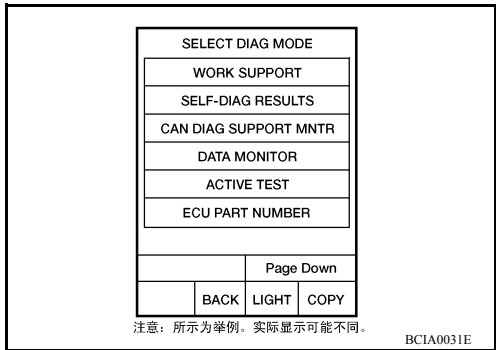 SELECT DIAG MODE
WORK SUPPORT
SELF-DIAG RESULTS
CAN DIAG SUPPORT MNTR
DATA MONITOR
ACTIVE TEST
ECU PART NUMBER
Page Down
BACK LIGHT COPY
注意：所示为举例。实际显示可能不同。
BCIA0031E